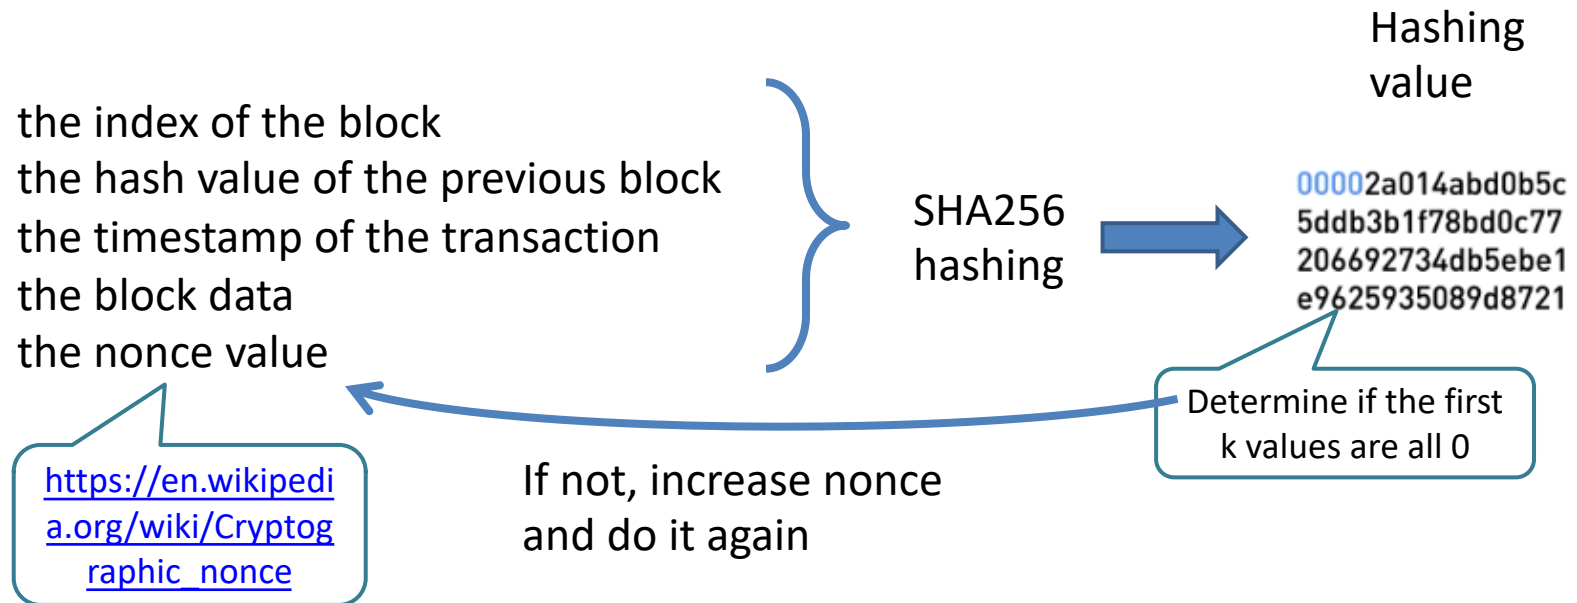 the index of the block
the hash value of the previous block
the timestamp of the transaction
the block data
the nonce value
https://en.wikipedi
a.org/wiki/Cryptog
raphic_nonce
SHA256
hashing
Hashing
value
00002a014abd0b5c
5ddb3b1f78bd0c77
206692734db5ebe1
e9625935089d8721
Determine if the first
k values are all 0
If not, increase nonce
and do it again